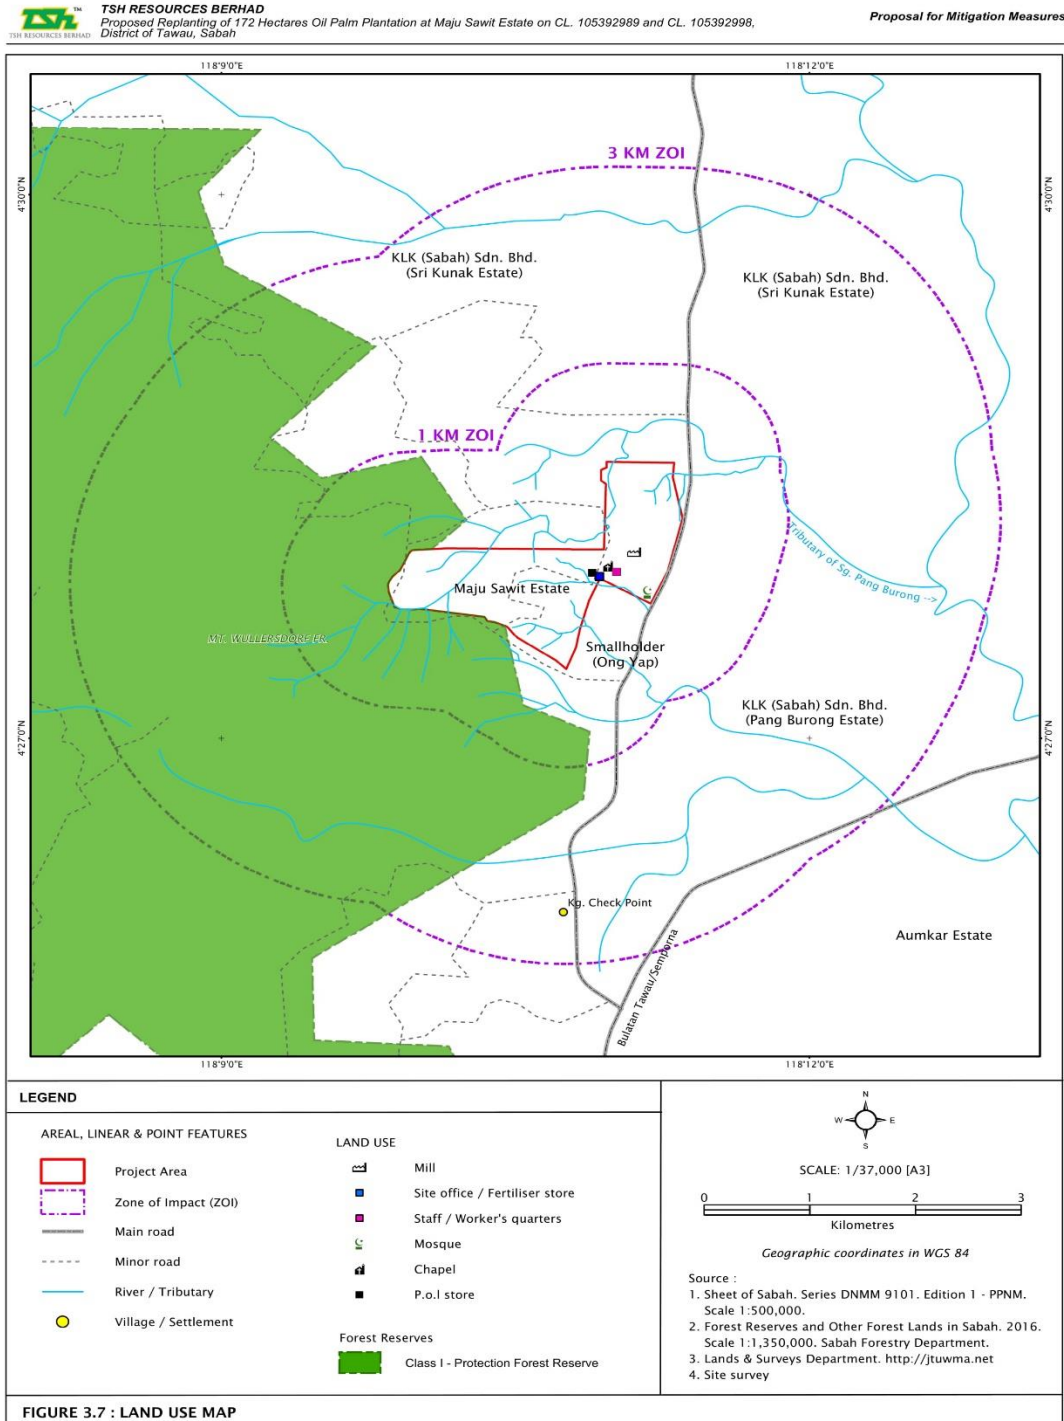 TSH™
TSH RESOURCES BERHAD
TSH RESOURCES BERHAD
Proposed Replanting of 172 Hectares Oil Palm Plantation at Maju Sawit Estate on CL. 105392989 and CL. 105392998,
District of Tawau, Sabah
Proposal for Mitigation Measures
118°9'0"E
118°12'0"E
3 KM ZOI
4°30'0"N
4°30'0"N
KLK (Sabah) Sdn. Bhd.
(Sri Kunak Estate)
KLK (Sabah) Sdn. Bhd.
(Sri Kunak Estate)
1 KM ZOI
Tributary of Sg. Pang Burong -->
Maju Sawit Estate
MT. WULLERSDORF FR.
Smallholder
(Ong Yap)
KLK (Sabah) Sdn. Bhd.
(Pang Burong Estate)
4°27'0"N
4°27'0"N
Kg. Check Point
Aumkar Estate
Bulatan Tawau/Semporna
118°9'0"E
118°12'0"E
LEGEND
AREAL, LINEAR & POINT FEATURES
Project Area
Zone of Impact (ZOI)
Main road
Minor road
River / Tributary
Village / Settlement
LAND USE
Mill
Site office / Fertiliser store
Staff / Worker's quarters
Mosque
Chapel
P.o.l store
Forest Reserves
Class I - Protection Forest Reserve
N
W E
S
SCALE: 1/37,000 [A3]
0 1 2 3
Kilometres
Geographic coordinates in WGS 84
Source :
1. Sheet of Sabah. Series DNMM 9101. Edition 1 - PPNM.
Scale 1:500,000.
2. Forest Reserves and Other Forest Lands in Sabah. 2016.
Scale 1:1,350,000. Sabah Forestry Department.
3. Lands & Surveys Department. http://jtuwma.net
4. Site survey
FIGURE 3.7 : LAND USE MAP